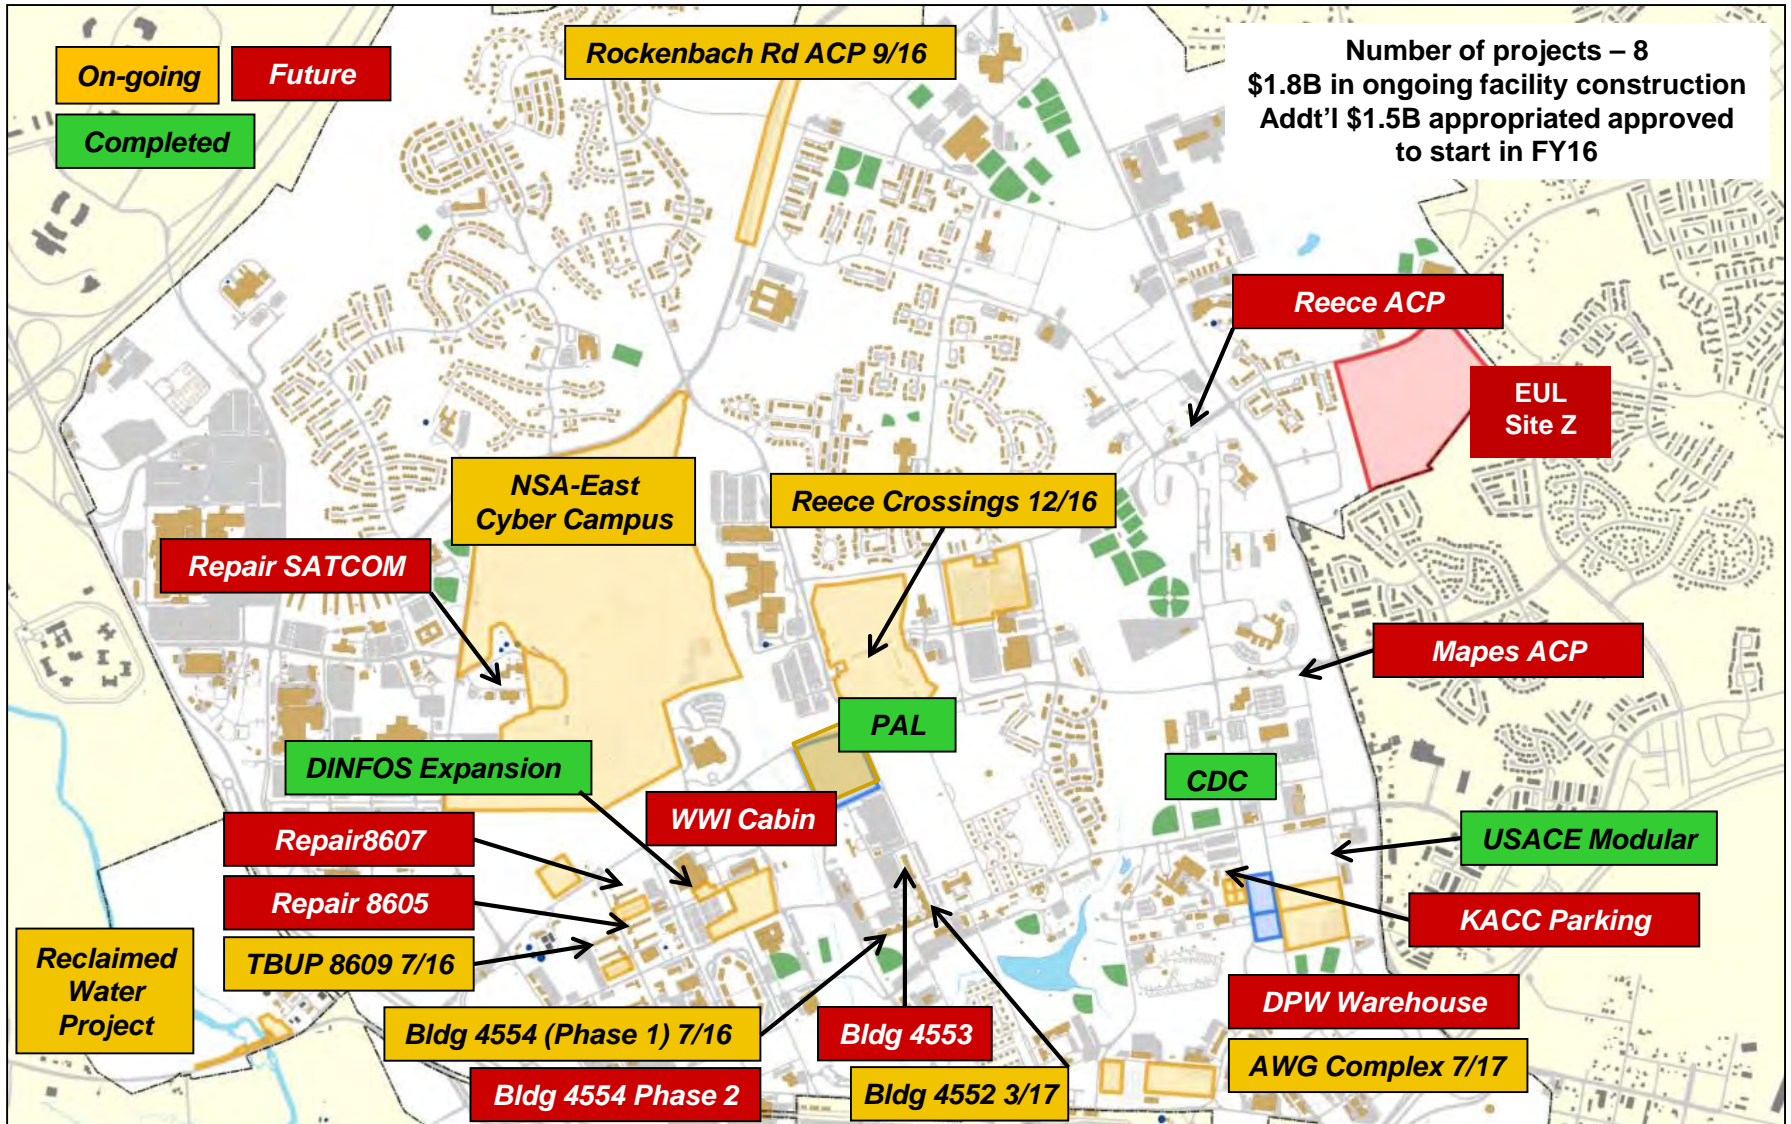 On-going
Future
Completed
Rockenbach Rd ACP 9/16
Number of projects – 8
$1.8B in ongoing facility construction
Addt'l $1.5B appropriated approved
to start in FY16
Reece ACP
EUL
Site Z
NSA-East
Cyber Campus
Reece Crossings 12/16
Repair SATCOM
Mapes ACP
PAL
DINFOS Expansion
CDC
WWI Cabin
Repair8607
USACE Modular
Repair 8605
KACC Parking
TBUP 8609 7/16
Reclaimed
Water
Project
DPW Warehouse
Bldg 4554 (Phase 1) 7/16
Bldg 4553
AWG Complex 7/17
Bldg 4554 Phase 2
Bldg 4552 3/17